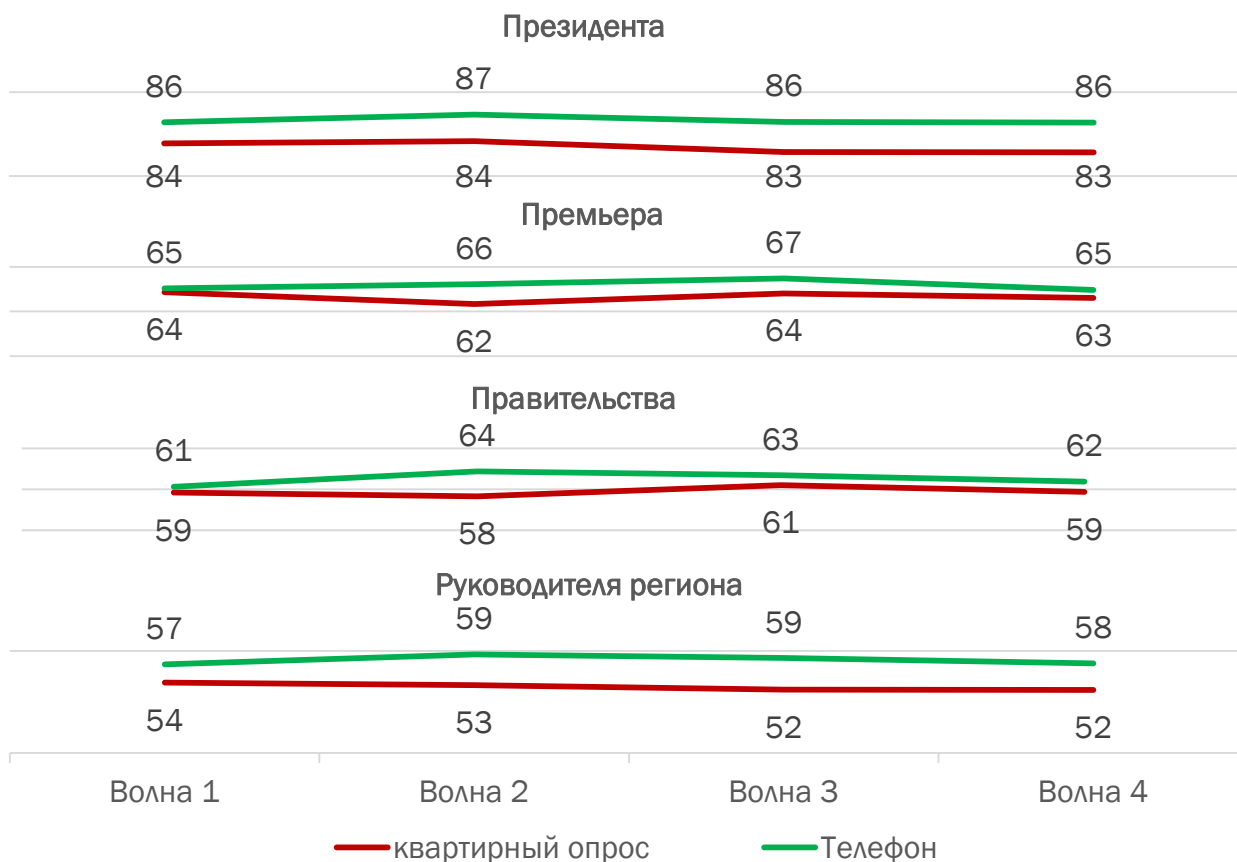 Президента
86 87 86 86
84 84 83 83
Премьера
65 66 67 65
64 62 64 63
Правительства
61 64 63 62
59 58 61 59
Руководителя региона
57 59 59 58
54 53 52 52
Волна 1 Волна 2 Волна 3 Волна 4
квартирный опрос Телефон